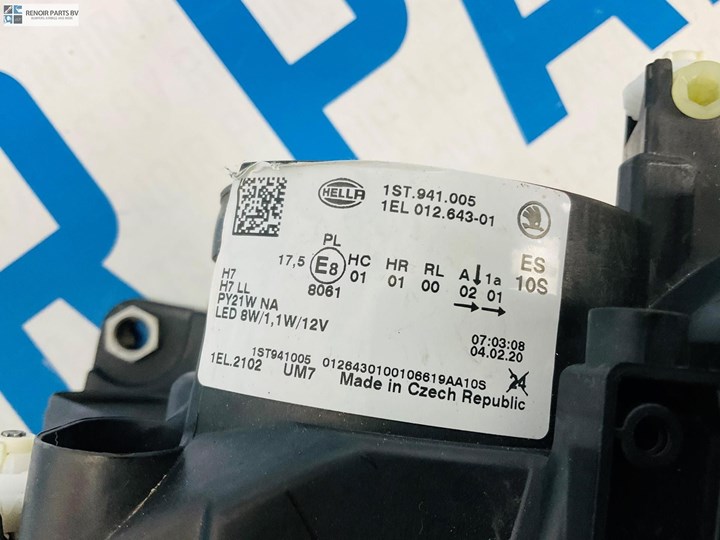 RENOIR PARTS BV
HELLA
1ST.941.005
1EL 012.643-01
PL
17,5 E8 HC HR RL A 1a
8061 01 01 00 02 01
ES
10S
H7
H7 LL
PY21W NA
LED 8W/1,1W/12V
07:03:08
04.02.20
1ST941005 01264300100106619AA10S
1EL.2102 UM7 Made in Czech Republic
24